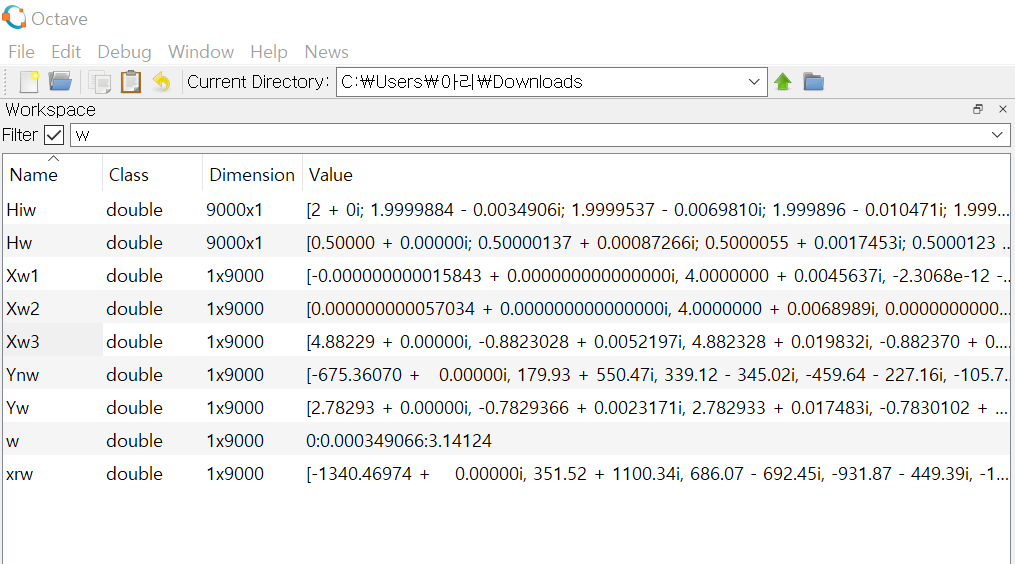 Octave
File Edit Debug Window Help News
Current Directory: C:₩Users₩아리₩Downloads
Workspace
Filter w
Name Class Dimension Value
Hiw double 9000x1 [2 + 0i; 1.9999884 - 0.0034906i; 1.9999537 - 0.0069810i; 1.999896 - 0.010471i; 1.999...
Hw double 9000x1 [0.50000 + 0.00000i; 0.50000137 + 0.00087266i; 0.5000055 + 0.0017453i; 0.5000123 ...
Xw1 double 1x9000 [-0.000000000015843 + 0.000000000000000i, 4.0000000 + 0.0045637i, -2.3068e-12 -...
Xw2 double 1x9000 [0.000000000057034 + 0.000000000000000i, 4.0000000 + 0.0068989i, 0.0000000000...
Xw3 double 1x9000 [4.88229 + 0.00000i, -0.8823028 + 0.0052197i, 4.882328 + 0.019832i, -0.882370 + 0....
Ynw double 1x9000 [-675.36070 + 0.00000i, 179.93 + 550.47i, 339.12 - 345.02i, -459.64 - 227.16i, -105.7...
Yw double 1x9000 [2.78293 + 0.00000i, -0.7829366 + 0.0023171i, 2.782933 + 0.017483i, -0.7830102 + ...
w double 1x9000 0:0.000349066:3.14124
xrw double 1x9000 [-1340.46974 + 0.00000i, 351.52 + 1100.34i, 686.07 - 692.45i, -931.87 - 449.39i, -1...